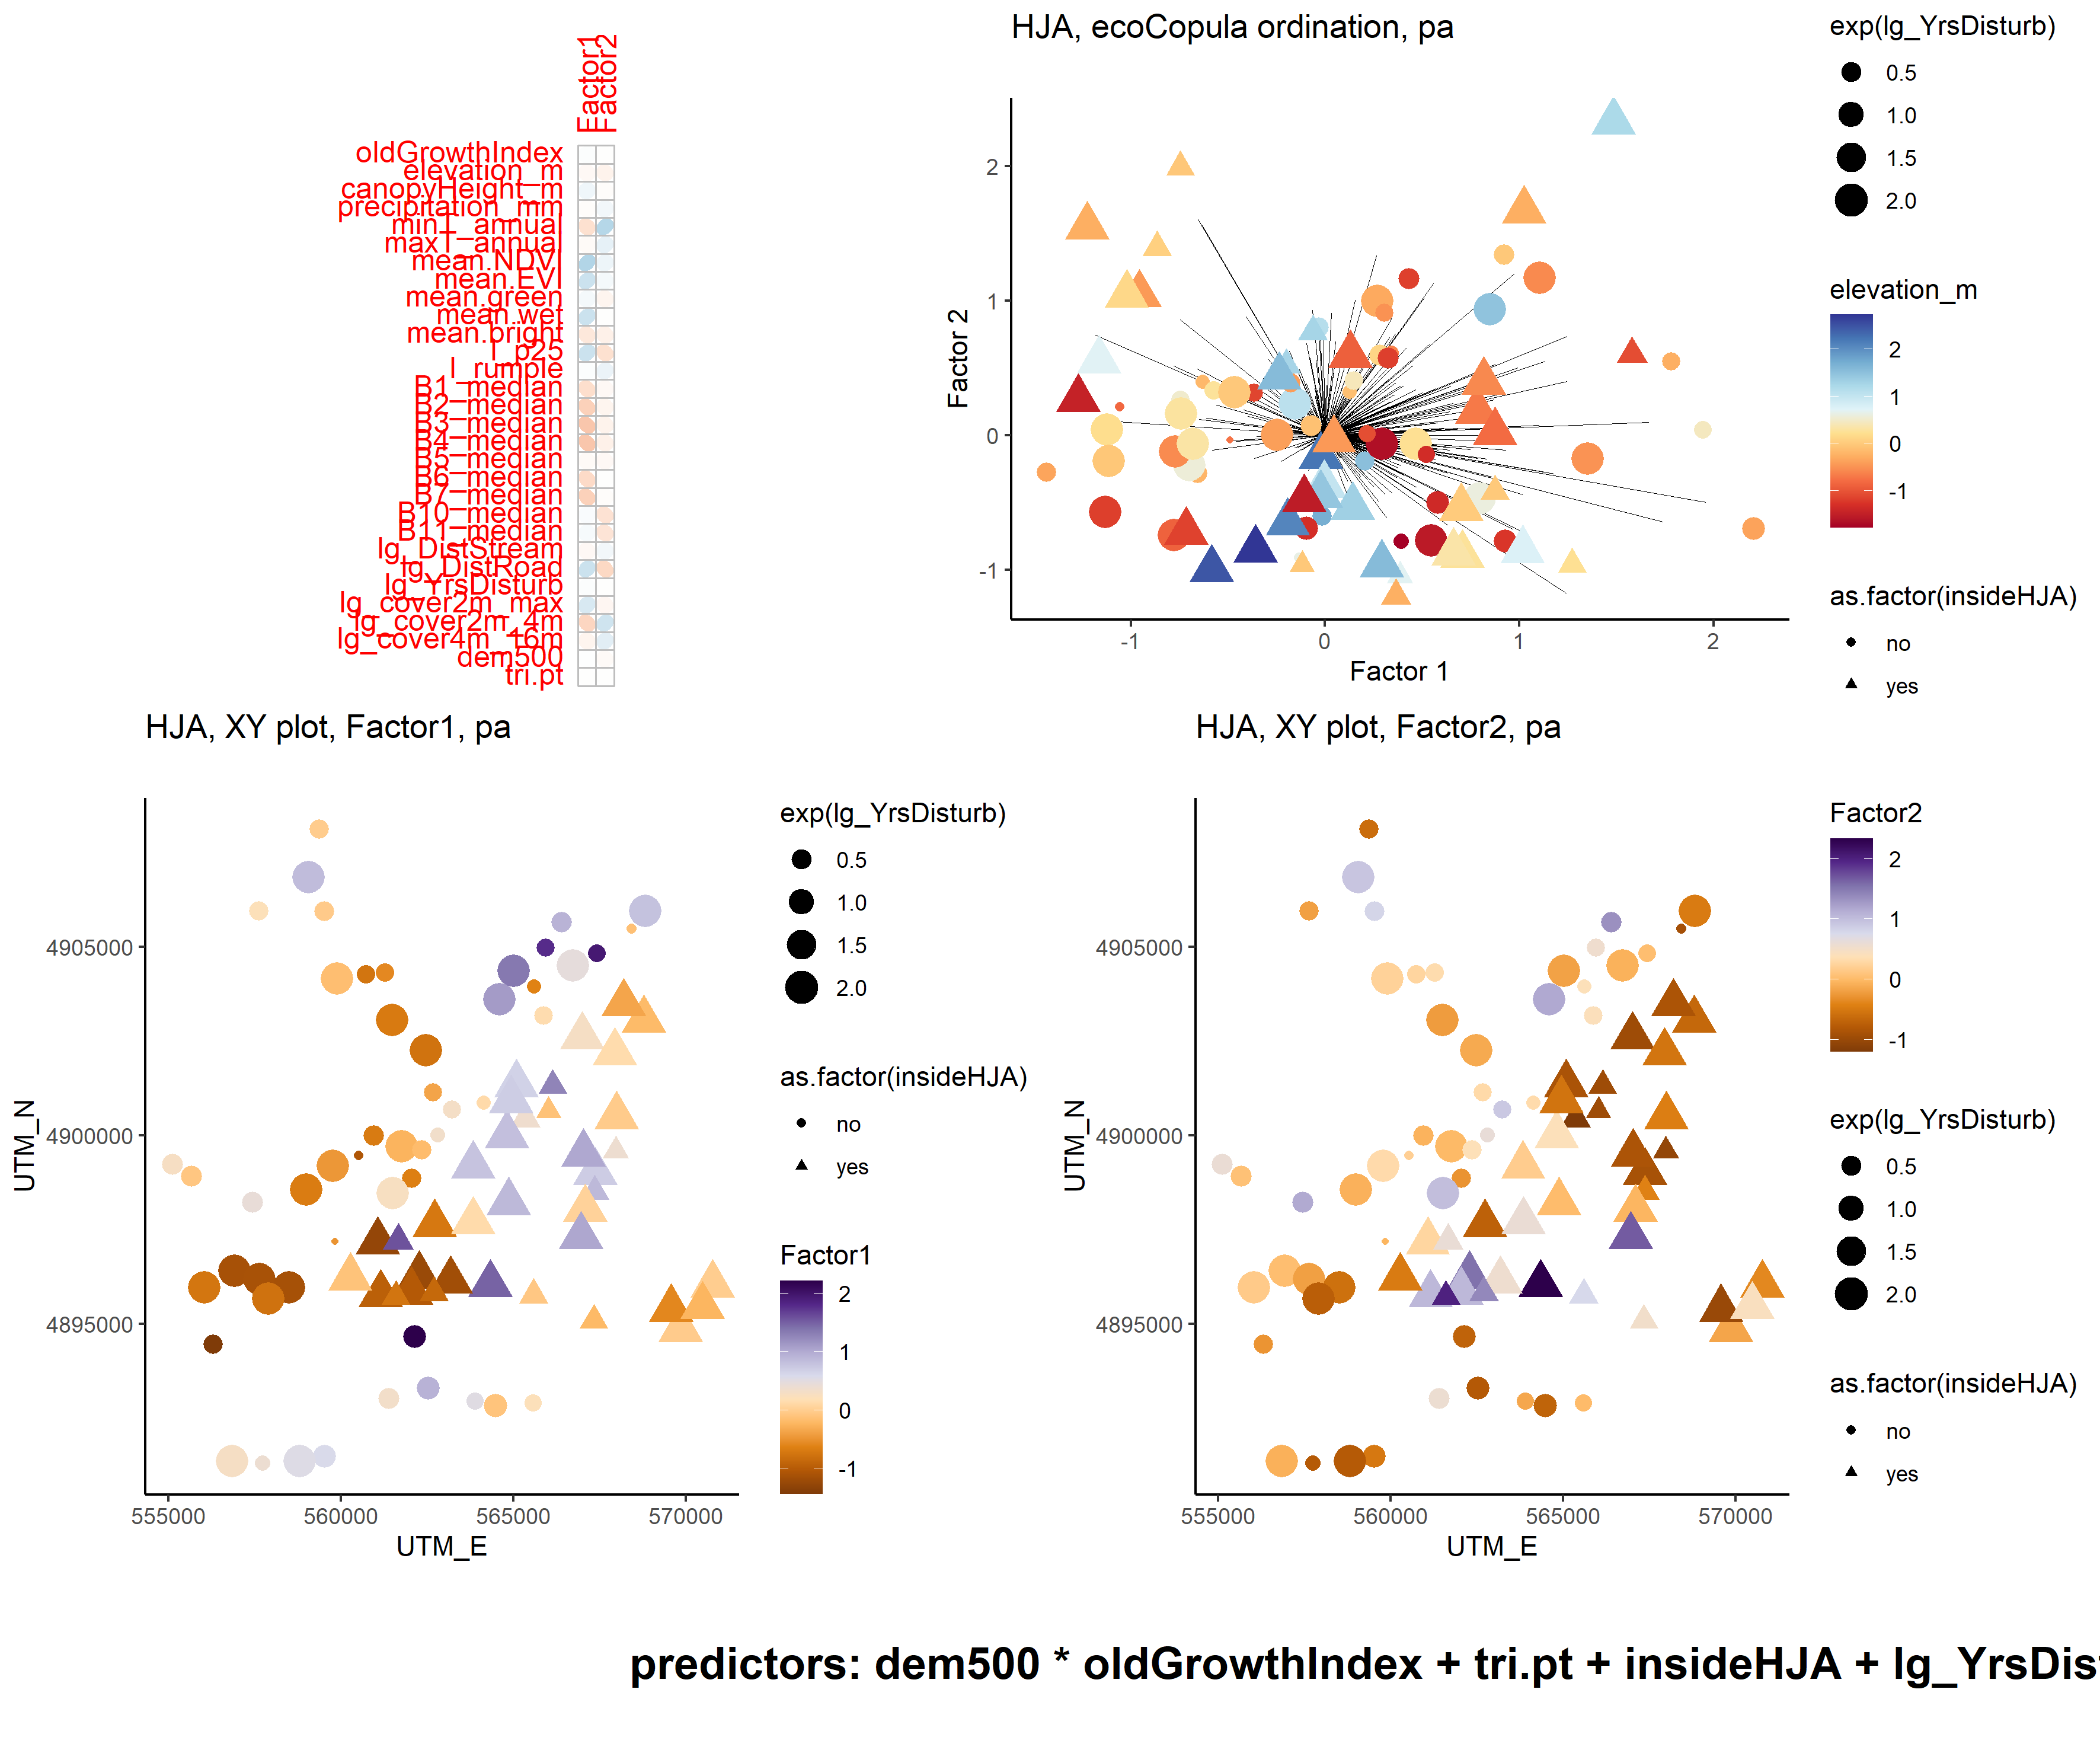 Factor1
Factor2
oldGrowthIndex
elevation_m
canopyHeight_m
precipitation_mm
minT_annual
maxT_annual
mean.NDVI
mean.EVI
mean.green
mean.wet
mean.bright
l_p25
l_rumple
B1_median
B2_median
B3_median
B4_median
B5_median
B6_median
B7_median
B10_median
B11_median
lg_DistStream
lg_DistRoad
lg_YrsDisturb
lg_cover2m_max
lg_cover2m_4m
lg_cover4m_16m
dem500
tri.pt
HJA, ecoCopula ordination, pa
Factor 2
2
1
0
-1
-1
0
1
2
Factor 1
exp(lg_YrsDisturb)
0.5
1.0
1.5
2.0
elevation_m
2
1
0
-1
as.factor(insideHJA)
no
yes
HJA, XY plot, Factor1, pa
UTM_N
4905000
4900000
4895000
555000
560000
565000
570000
UTM_E
exp(lg_YrsDisturb)
0.5
1.0
1.5
2.0
as.factor(insideHJA)
no
yes
Factor1
2
1
0
-1
HJA, XY plot, Factor2, pa
UTM_N
4905000
4900000
4895000
555000
560000
565000
570000
UTM_E
Factor2
2
1
0
-1
exp(lg_YrsDisturb)
0.5
1.0
1.5
2.0
as.factor(insideHJA)
no
yes
predictors: dem500 * oldGrowthIndex + tri.pt + insideHJA + lg_YrsDis